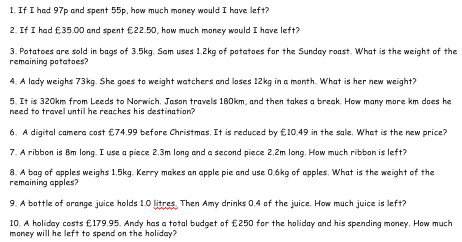 1. If I had 97p and spent 55p, how much money would I have left?
2. If I had £35.00 and spent £22.50, how much money would I have left?
3. Potatoes are sold in bags of 3.5kg. Sam uses 1.2kg of potatoes for the Sunday roast. What is the weight of the
remaining potatoes?
4. A lady weighs 73kg. She goes to weight watchers and loses 12kg in a month. What is her new weight?
5. It is 320km from Leeds to Norwich. Jason travels 180km, and then takes a break. How many more km does he
need to travel until he reaches his destination?
6. A digital camera cost £74.99 before Christmas. It is reduced by £10.49 in the sale. What is the new price?
7. A ribbon is 8m long. I use a piece 2.3m long and a second piece 2.2m long. How much ribbon is left?
8. A bag of apples weighs 1.5kg. Kerry makes an apple pie and use 0.6kg of apples. What is the weight of the
remaining apples?
9. A bottle of orange juice holds 1.0 litres. Then Amy drinks 0.4 of the juice. How much juice is left?
10. A holiday costs £179.95. Andy has a total budget of £250 for the holiday and his spending money. How much
money will he left to spend on the holiday?